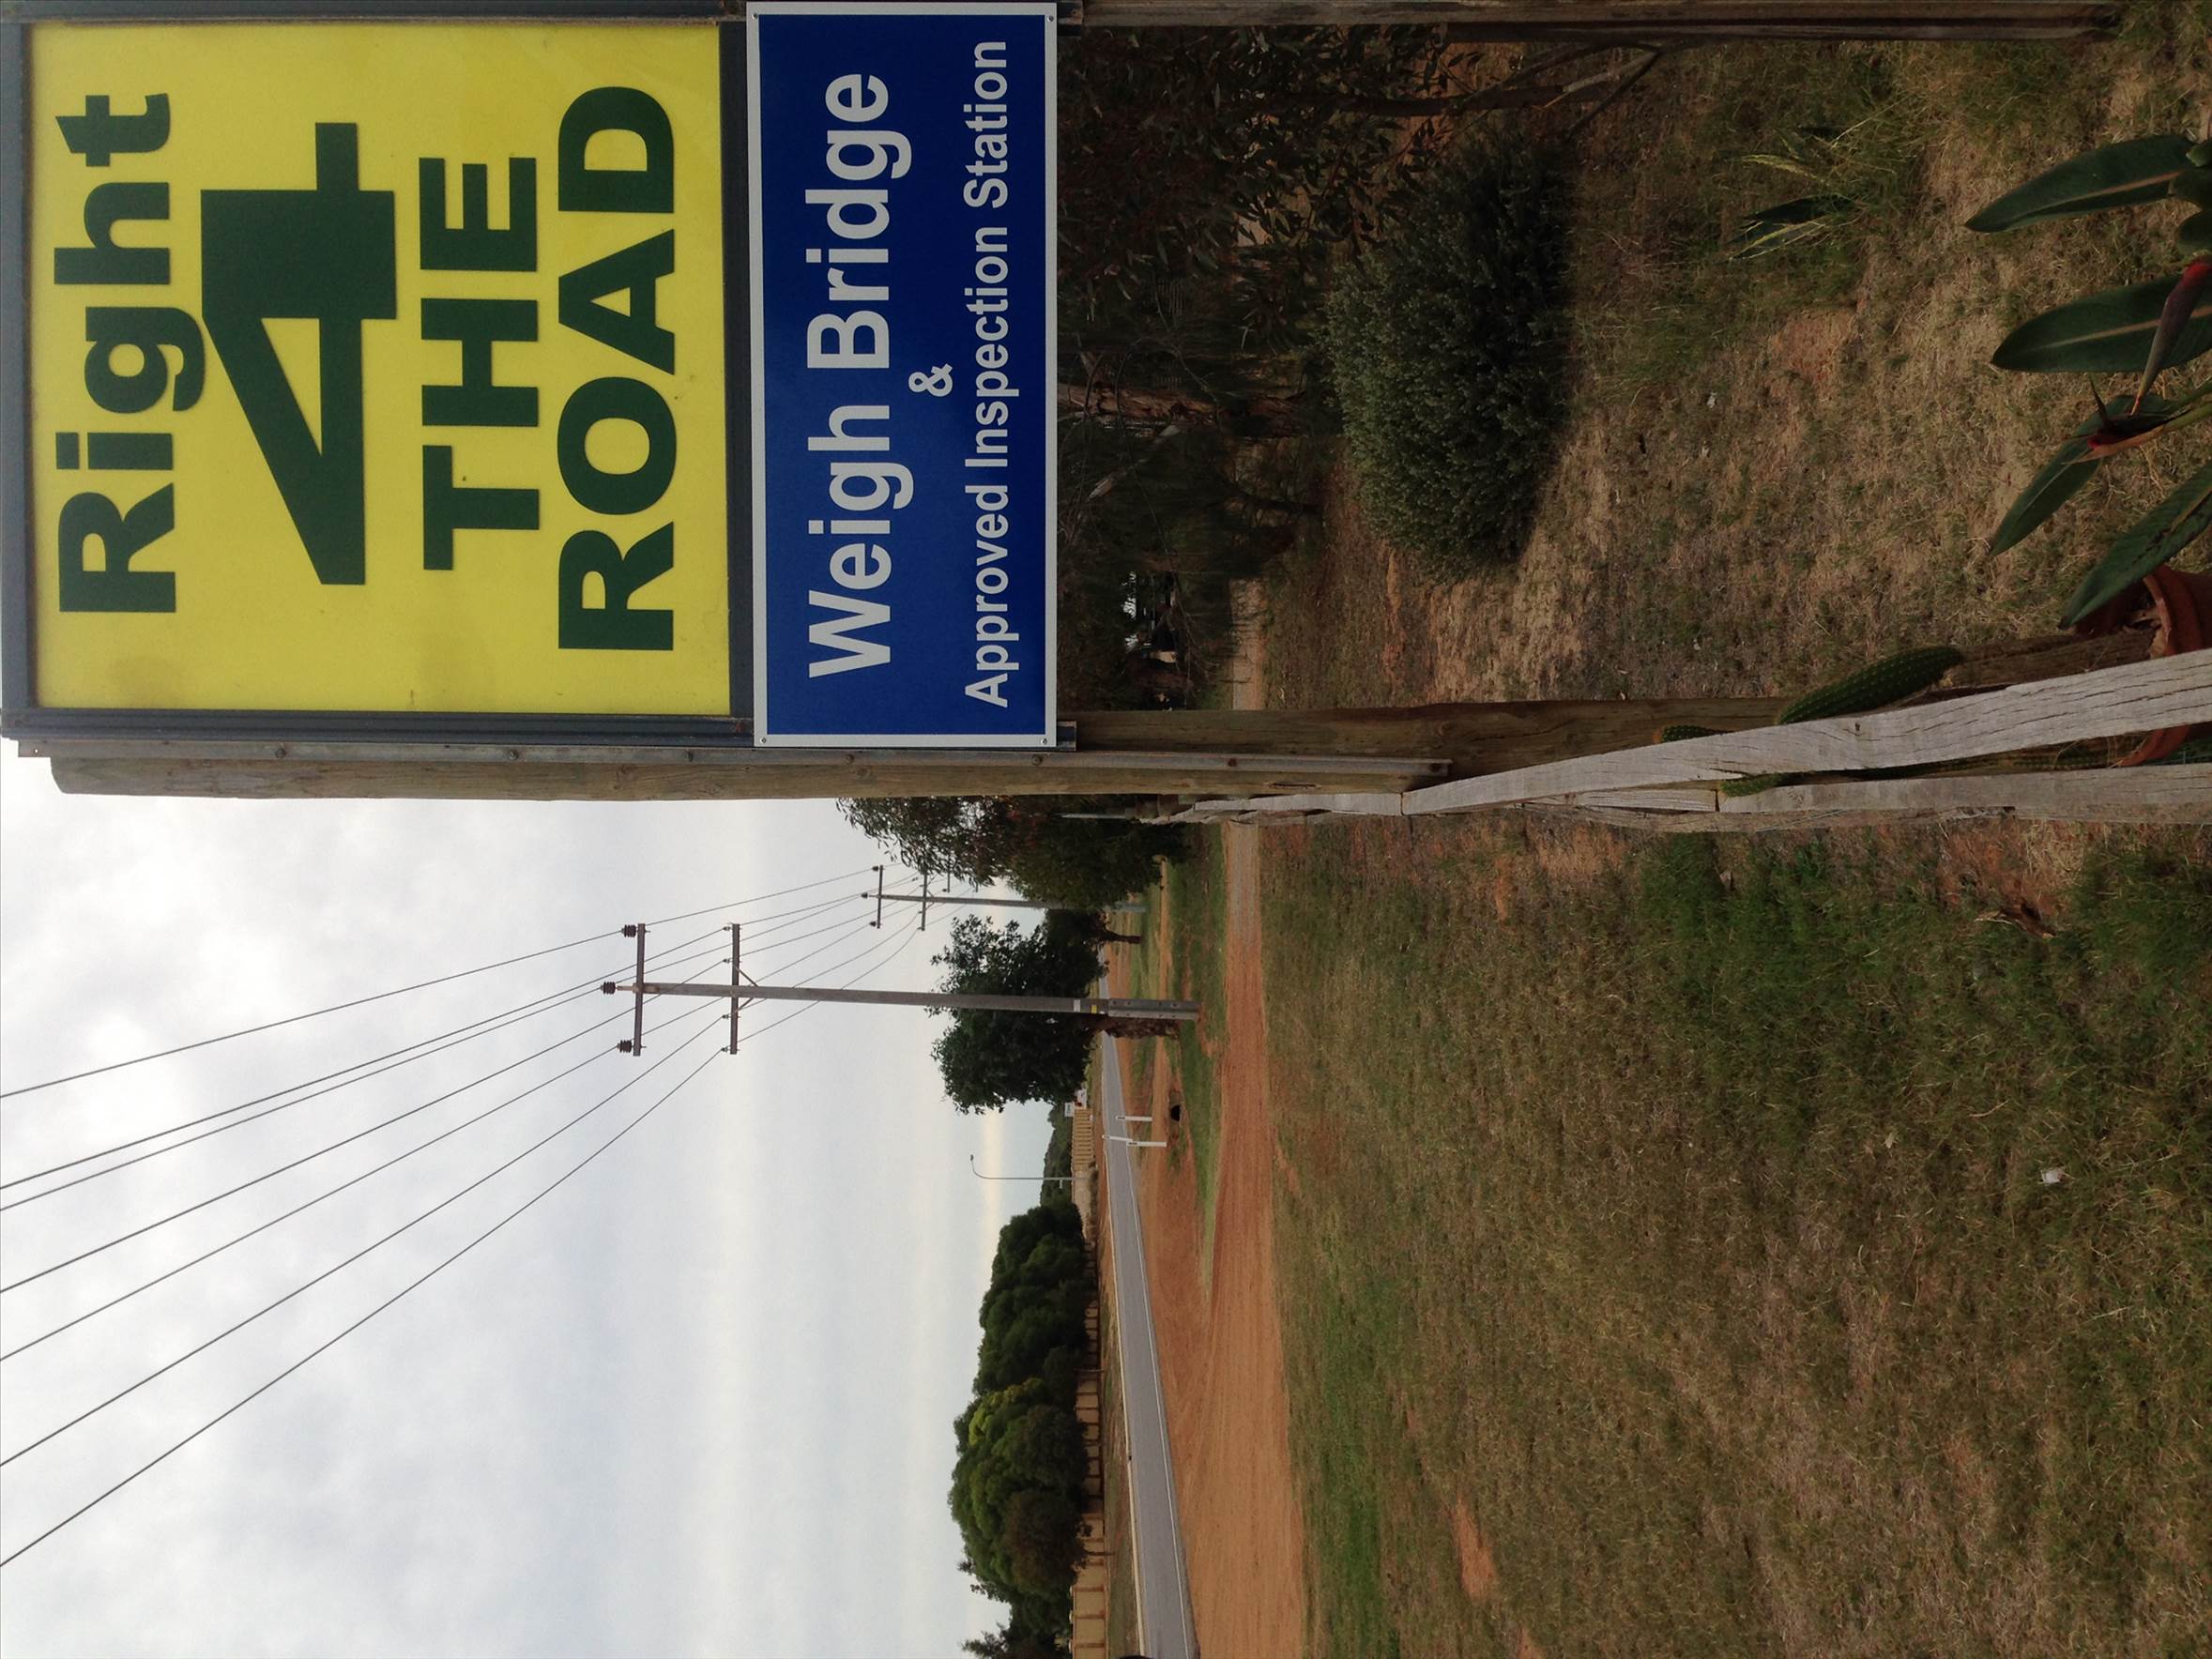 Right
4
THE
ROAD
Weigh Bridge
&
Approved Inspection Station